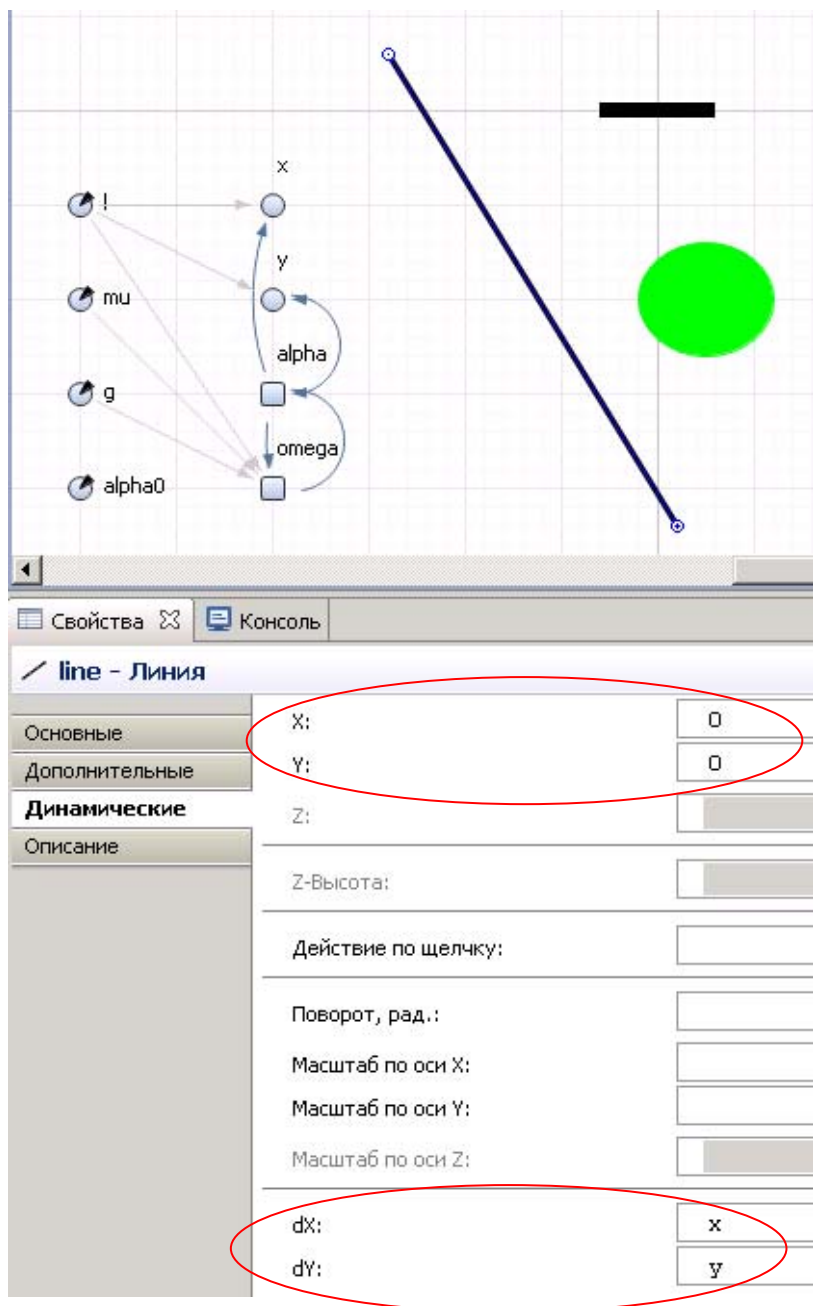 x
l
y
mu
alpha
g
omega
alpha0
Свойства Консоль
line - Линия
Основные
Дополнительные
Динамические
Описание
X: 0
Y: 0
Z:
Z-Высота:
Действие по щелчку:
Поворот, рад.:
Масштаб по оси X:
Масштаб по оси Y:
Масштаб по оси Z:
dX: x
dY: y